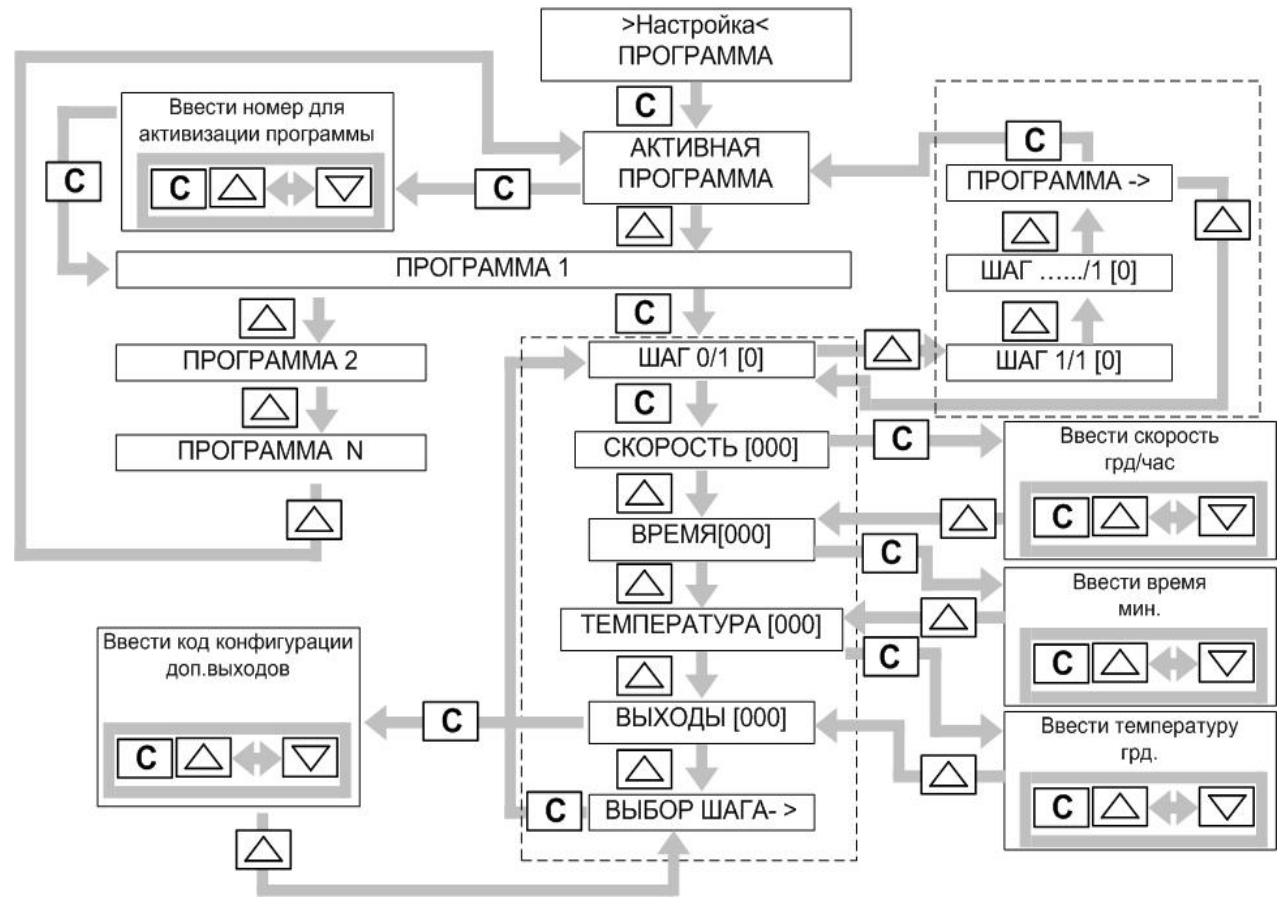 >Настройка<
ПРОГРАММА
C
Ввести номер для
активизации программы
C
C
C
АКТИВНАЯ
ПРОГРАММА
C
ПРОГРАММА ->
ПРОГРАММА 1
ШАГ ....../1 [0]
C
ПРОГРАММА 2
ШАГ 0/1 [0]
ШАГ 1/1 [0]
C
ПРОГРАММА N
СКОРОСТЬ [000]
C
Ввести скорость
грд/час
C
ВРЕМЯ[000]
C
Ввести время
мин.
C
ТЕМПЕРАТУРА [000]
C
Ввести код конфигурации
доп.выходов
C
C
ВЫХОДЫ [000]
Ввести температуру
грд.
C
C
ВЫБОР ШАГА- >